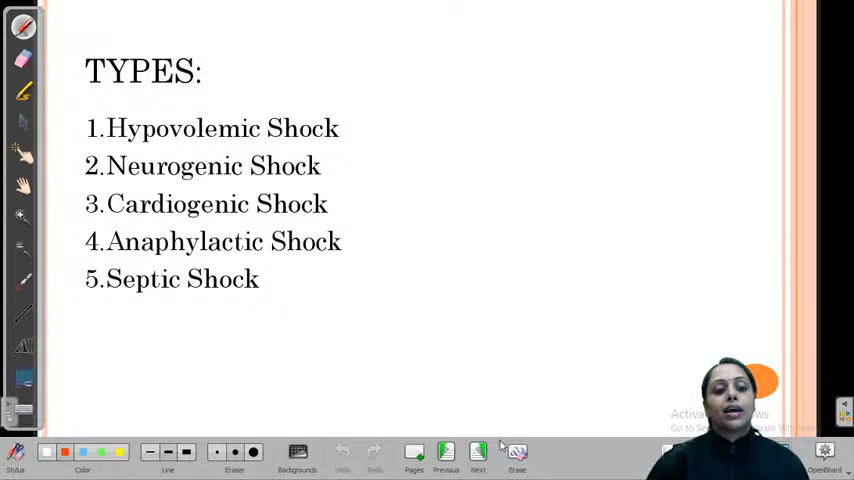 TYPES:
1.Hypovolemic Shock
2.Neurogenic Shock
3.Cardiogenic Shock
4.Anaphylactic Shock
5.Septic Shock
Stylus
Color
Line
Eraser
Backgrounds
Undo
Redo
Pages
Previous
Next
Erase
OpenBoard